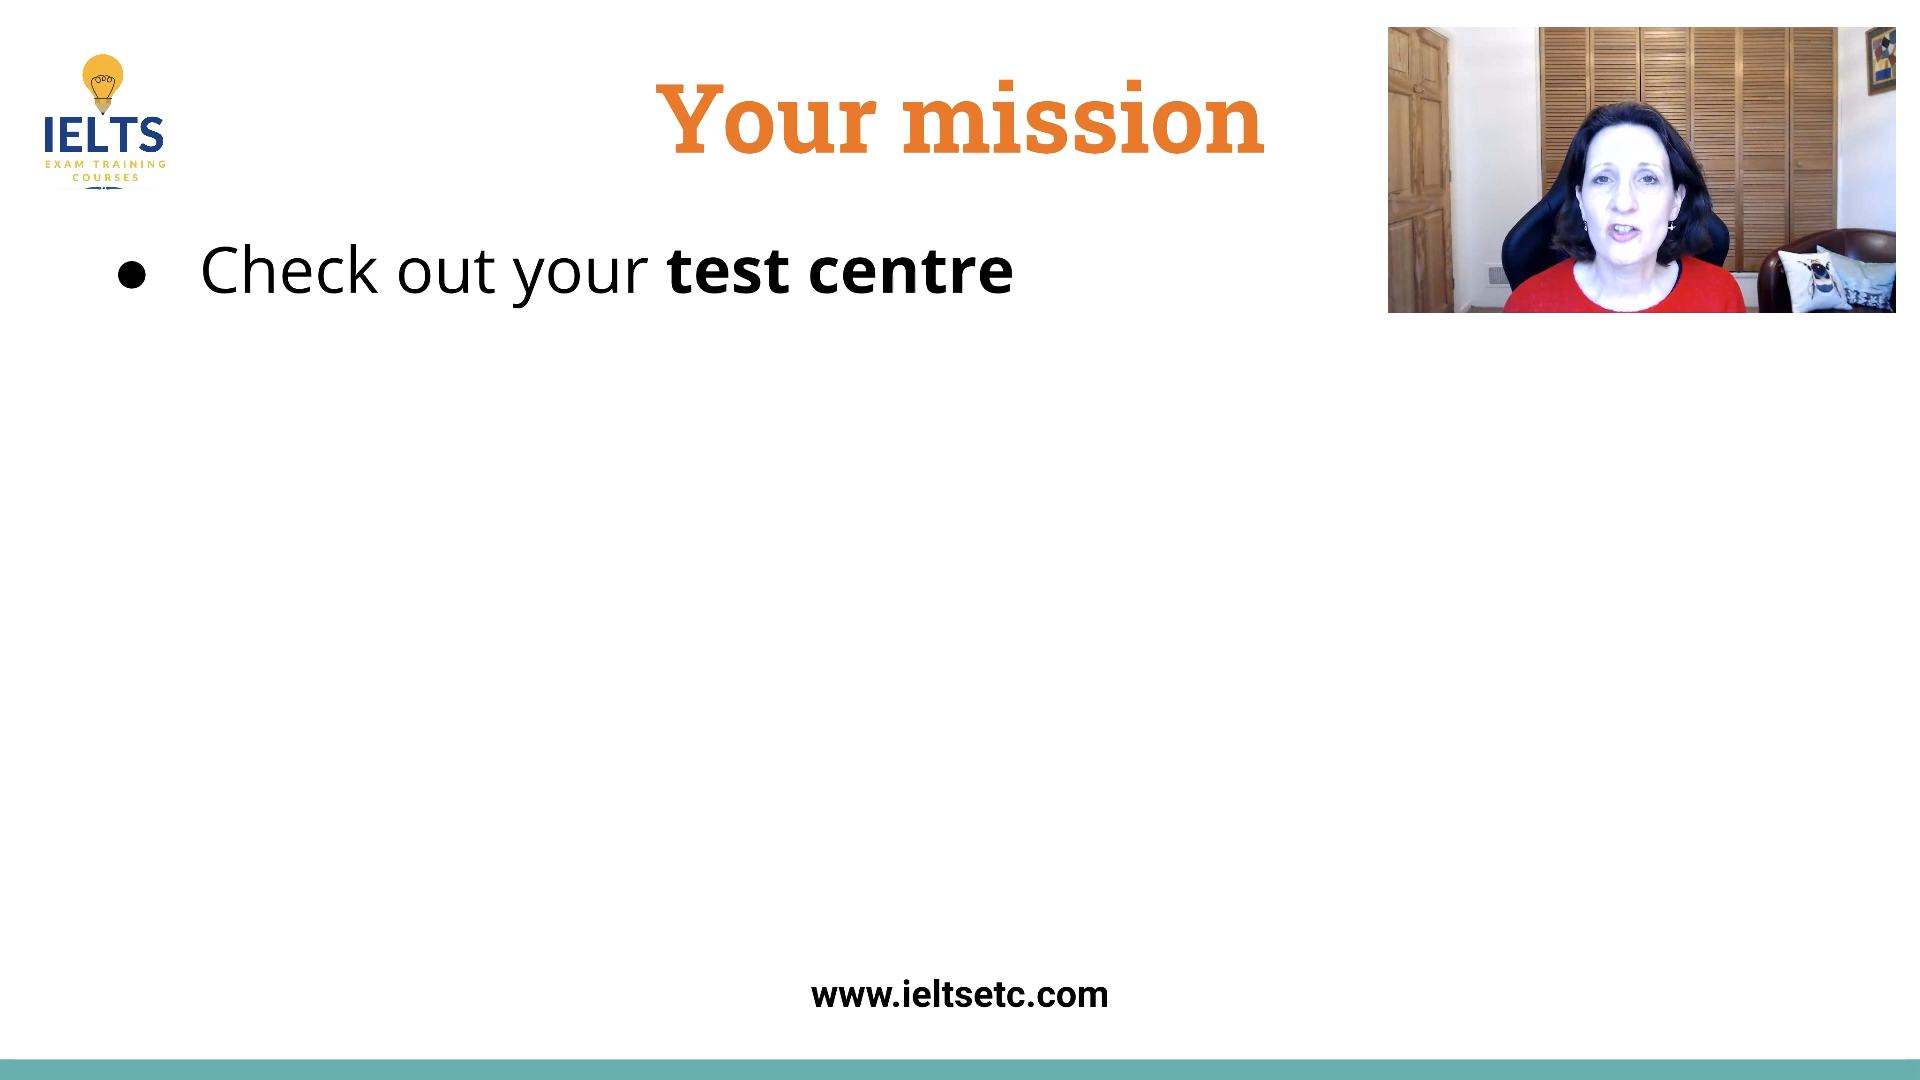 IELTS
EXAM TRAINING
COURSES
Your mission
● Check out your test centre
www.ieltsetc.com